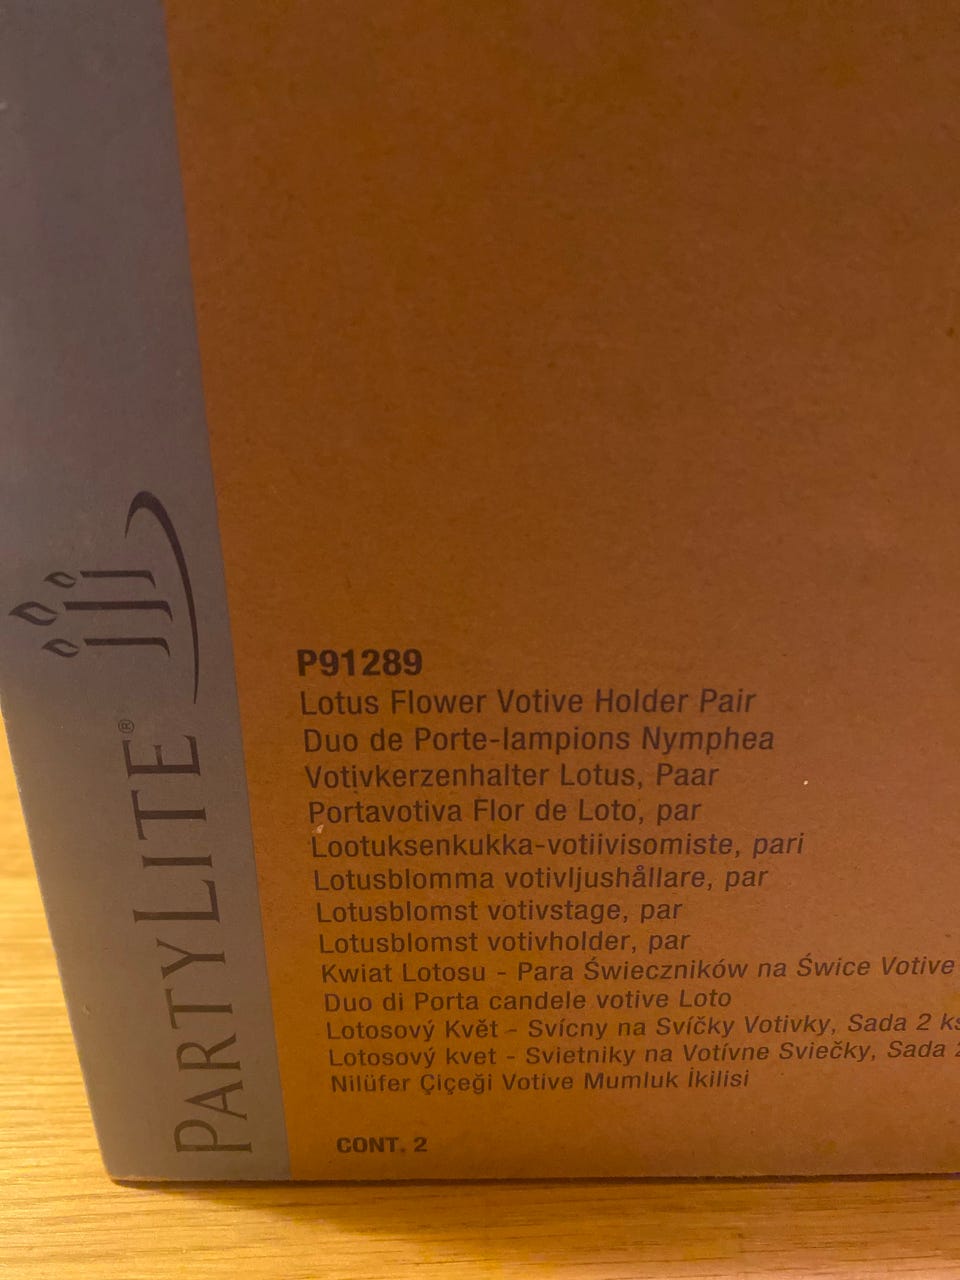 PARTYLITE®
P91289
Lotus Flower Votive Holder Pair
Duo de Porte-lampions Nymphea
Votivkerzenhalter Lotus, Paar
Portavotiva Flor de Loto, par
Lootuksenkukka-votiivisomiste, pari
Lotusblomma votivljushållare, par
Lotusblomst votivstage, par
Lotusblomst votivholder, par
Kwiat Lotosu - Para Świeczników na Świce Votive
Duo di Porta candele votive Loto
Lotosový Květ - Svícny na Svíčky Votivky, Sada 2 ks
Lotosový kvet - Svietniky na Votívne Sviečky, Sada 2
Nilüfer Çiçeği Votive Mumluk İkilisi
CONT. 2